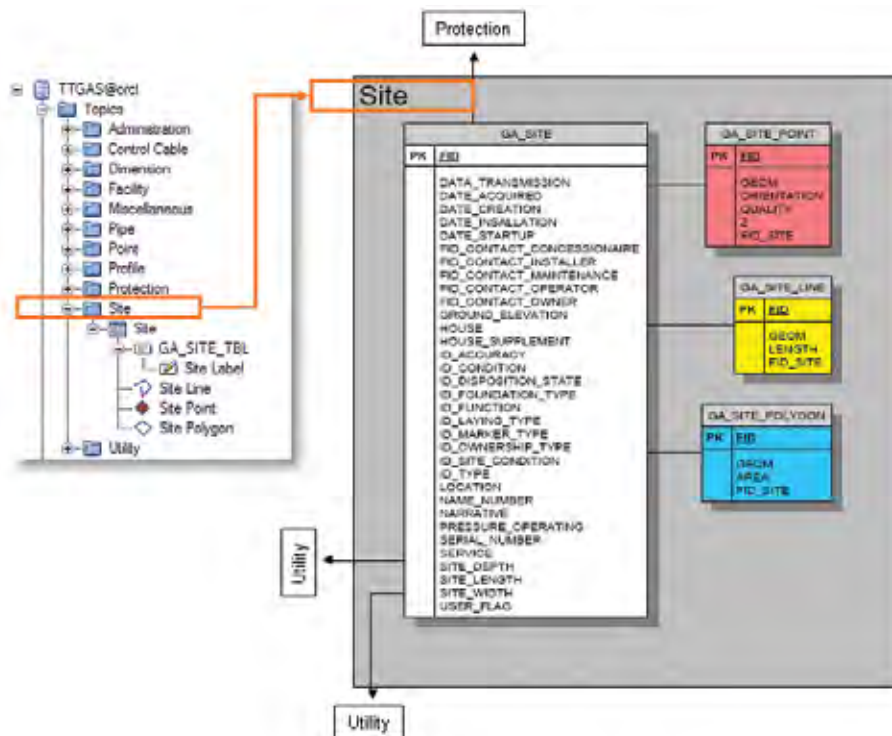 Protection
TTGAS@orcl
Topics
Administration
Control Cable
Dimension
Facility
Miscellaneous
Pipe
Point
Profile
Protection
Site
Site
GA_SITE_TBL
Site Label
Site Line
Site Point
Site Polygon
Utility
Site
GA_SITE
PK FID
DATA_TRANSMISSION
DATE_ACQUIRED
DATE_CREATION
DATE_INSALLATION
DATE_STARTUP
FID_CONTACT_CONCESSIONAIRE
FID_CONTACT_INSTALLER
FID_CONTACT_MAINTENANCE
FID_CONTACT_OPERATOR
FID_CONTACT_OWNER
GROUND_ELEVATION
HOUSE
HOUSE_SUPPLEMENT
ID_ACCURACY
ID_CONDITION
ID_DISPOSITION_STATE
ID_FOUNDATION_TYPE
ID_FUNCTION
ID_LAYING_TYPE
ID_MARKER_TYPE
ID_OWNERSHIP_TYPE
ID_SITE_CONDITION
ID_TYPE
LOCATION
NAME_NUMBER
NARRATIVE
PRESSURE_OPERATING
SERIAL_NUMBER
SERVICE
SITE_DEPTH
SITE_LENGTH
SITE_WIDTH
USER_FLAG
GA_SITE_POINT
PK FID
GEOM
ORIENTATION
QUALITY
Z
FID_SITE
GA_SITE_LINE
PK FID
GEOM
LENGTH
FID_SITE
GA_SITE_POLYGON
PK FID
GEOM
AREA
FID_SITE
Utility
Utility